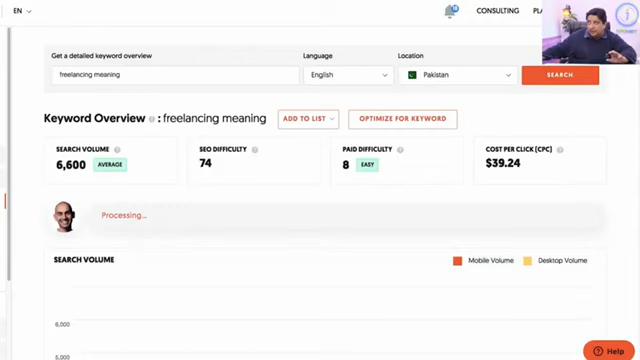 EN
CONSULTING
Get a detailed keyword overview
Language
Location
freelancing meaning
English
Pakistan
SEARCH
Keyword Overview : freelancing meaning
ADD TO LIST
OPTIMIZE FOR KEYWORD
SEARCH VOLUME
6,600 AVERAGE
SEO DIFFICULTY
74
PAID DIFFICULTY
8 EASY
COST PER CLICK (CPC)
$39.24
Processing...
SEARCH VOLUME
Mobile Volume
Desktop Volume
6,000
5,000
Help